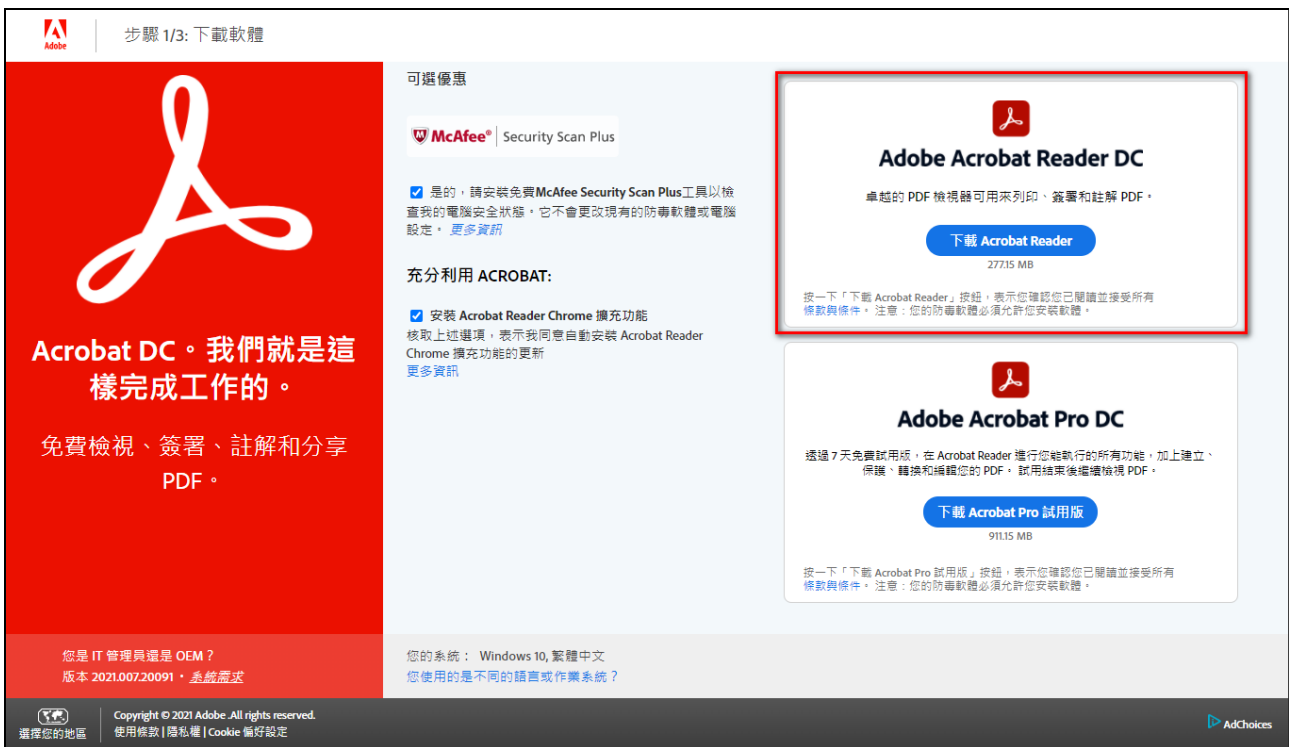 Adobe
步驟 1/3: 下載軟體
Acrobat DC。我們就是這
樣完成工作的。
免費檢視、簽署、註解和分享
PDF。
您是 IT 管理員還是 OEM？
版本 2021.007.20091・系統需求
可選優惠
McAfee® Security Scan Plus
是的，請安裝免費McAfee Security Scan Plus工具以檢
查我的電腦安全狀態。它不會更改現有的防毒軟體或電腦
設定。 更多資訊
充分利用 ACROBAT:
安裝 Acrobat Reader Chrome 擴充功能
核取上述選項，表示我同意自動安裝 Acrobat Reader
Chrome 擴充功能的更新
更多資訊
Adobe Acrobat Reader DC
卓越的 PDF 檢視器可用來列印、簽署和註解 PDF。
下載 Acrobat Reader
277.15 MB
按一下「下載 Acrobat Reader」按鈕，表示您確認您已閱讀並接受所有
條款與條件。注意：您的防毒軟體必須允許您安裝軟體。
Adobe Acrobat Pro DC
透過 7 天免費試用版，在 Acrobat Reader 進行您能執行的所有功能，加上建立、
保護、轉換和編輯您的 PDF。 試用結束後繼續檢視 PDF。
下載 Acrobat Pro 試用版
911.15 MB
按一下「下載 Acrobat Pro 試用版」按鈕，表示您確認您已閱讀並接受所有
條款與條件。注意：您的防毒軟體必須允許您安裝軟體。
您的系統： Windows 10, 繁體中文
您使用的是不同的語言或作業系統？
選擇您的地區
Copyright © 2021 Adobe .All rights reserved.
使用條款 | 隱私權 | Cookie 偏好設定
AdChoices